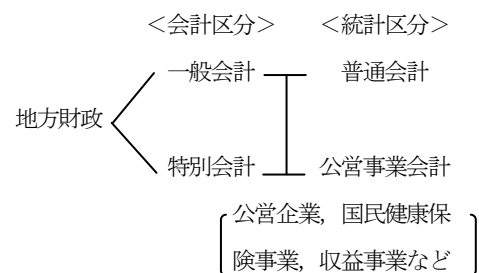 ＜会計区分＞ ＜統計区分＞
一般会計 普通会計
地方財政
特別会計 公営事業会計
公営企業，国民健康保
険事業，収益事業など